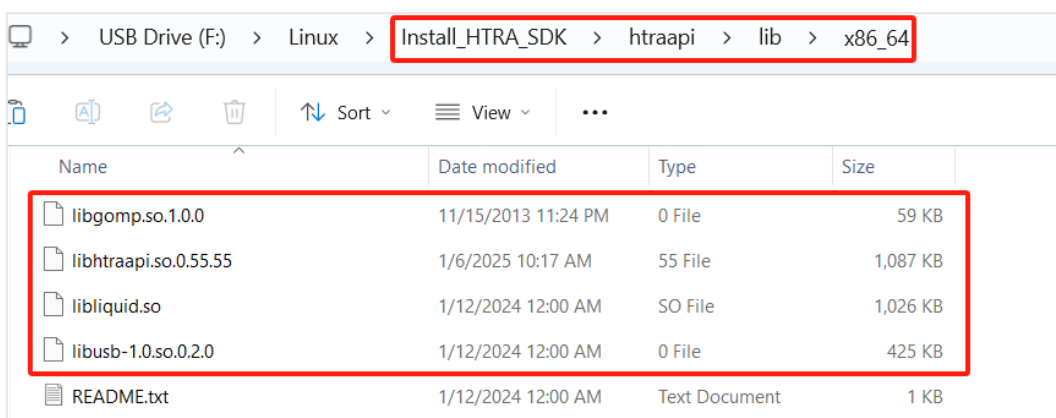 USB Drive (F:) > Linux > Install_HTRA_SDK > htraapi > lib > x86_64
Sort View
Name Date modified Type Size
libgomp.so.1.0.0 11/15/2013 11:24 PM 0 File 59 KB
libhtraapi.so.0.55.55 1/6/2025 10:17 AM 55 File 1,087 KB
libliquid.so 1/12/2024 12:00 AM SO File 1,026 KB
libusb-1.0.so.0.2.0 1/12/2024 12:00 AM 0 File 425 KB
README.txt 1/12/2024 12:00 AM Text Document 1 KB